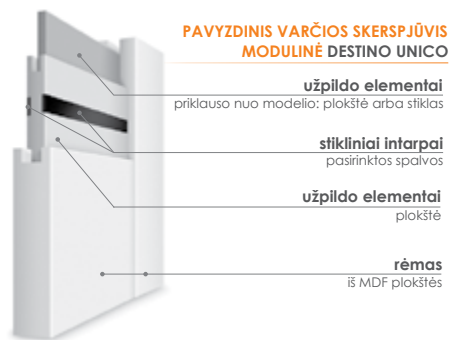 PAVYZDINIS VARČIOS SKERSPJŪVIS
MODULINĖ DESTINO UNICO
užpildo elementai
priklauso nuo modelio: plokštė arba stiklas
stikliniai intarpai
pasirinktos spalvos
užpildo elementai
plokštė
rėmas
iš MDF plokštės